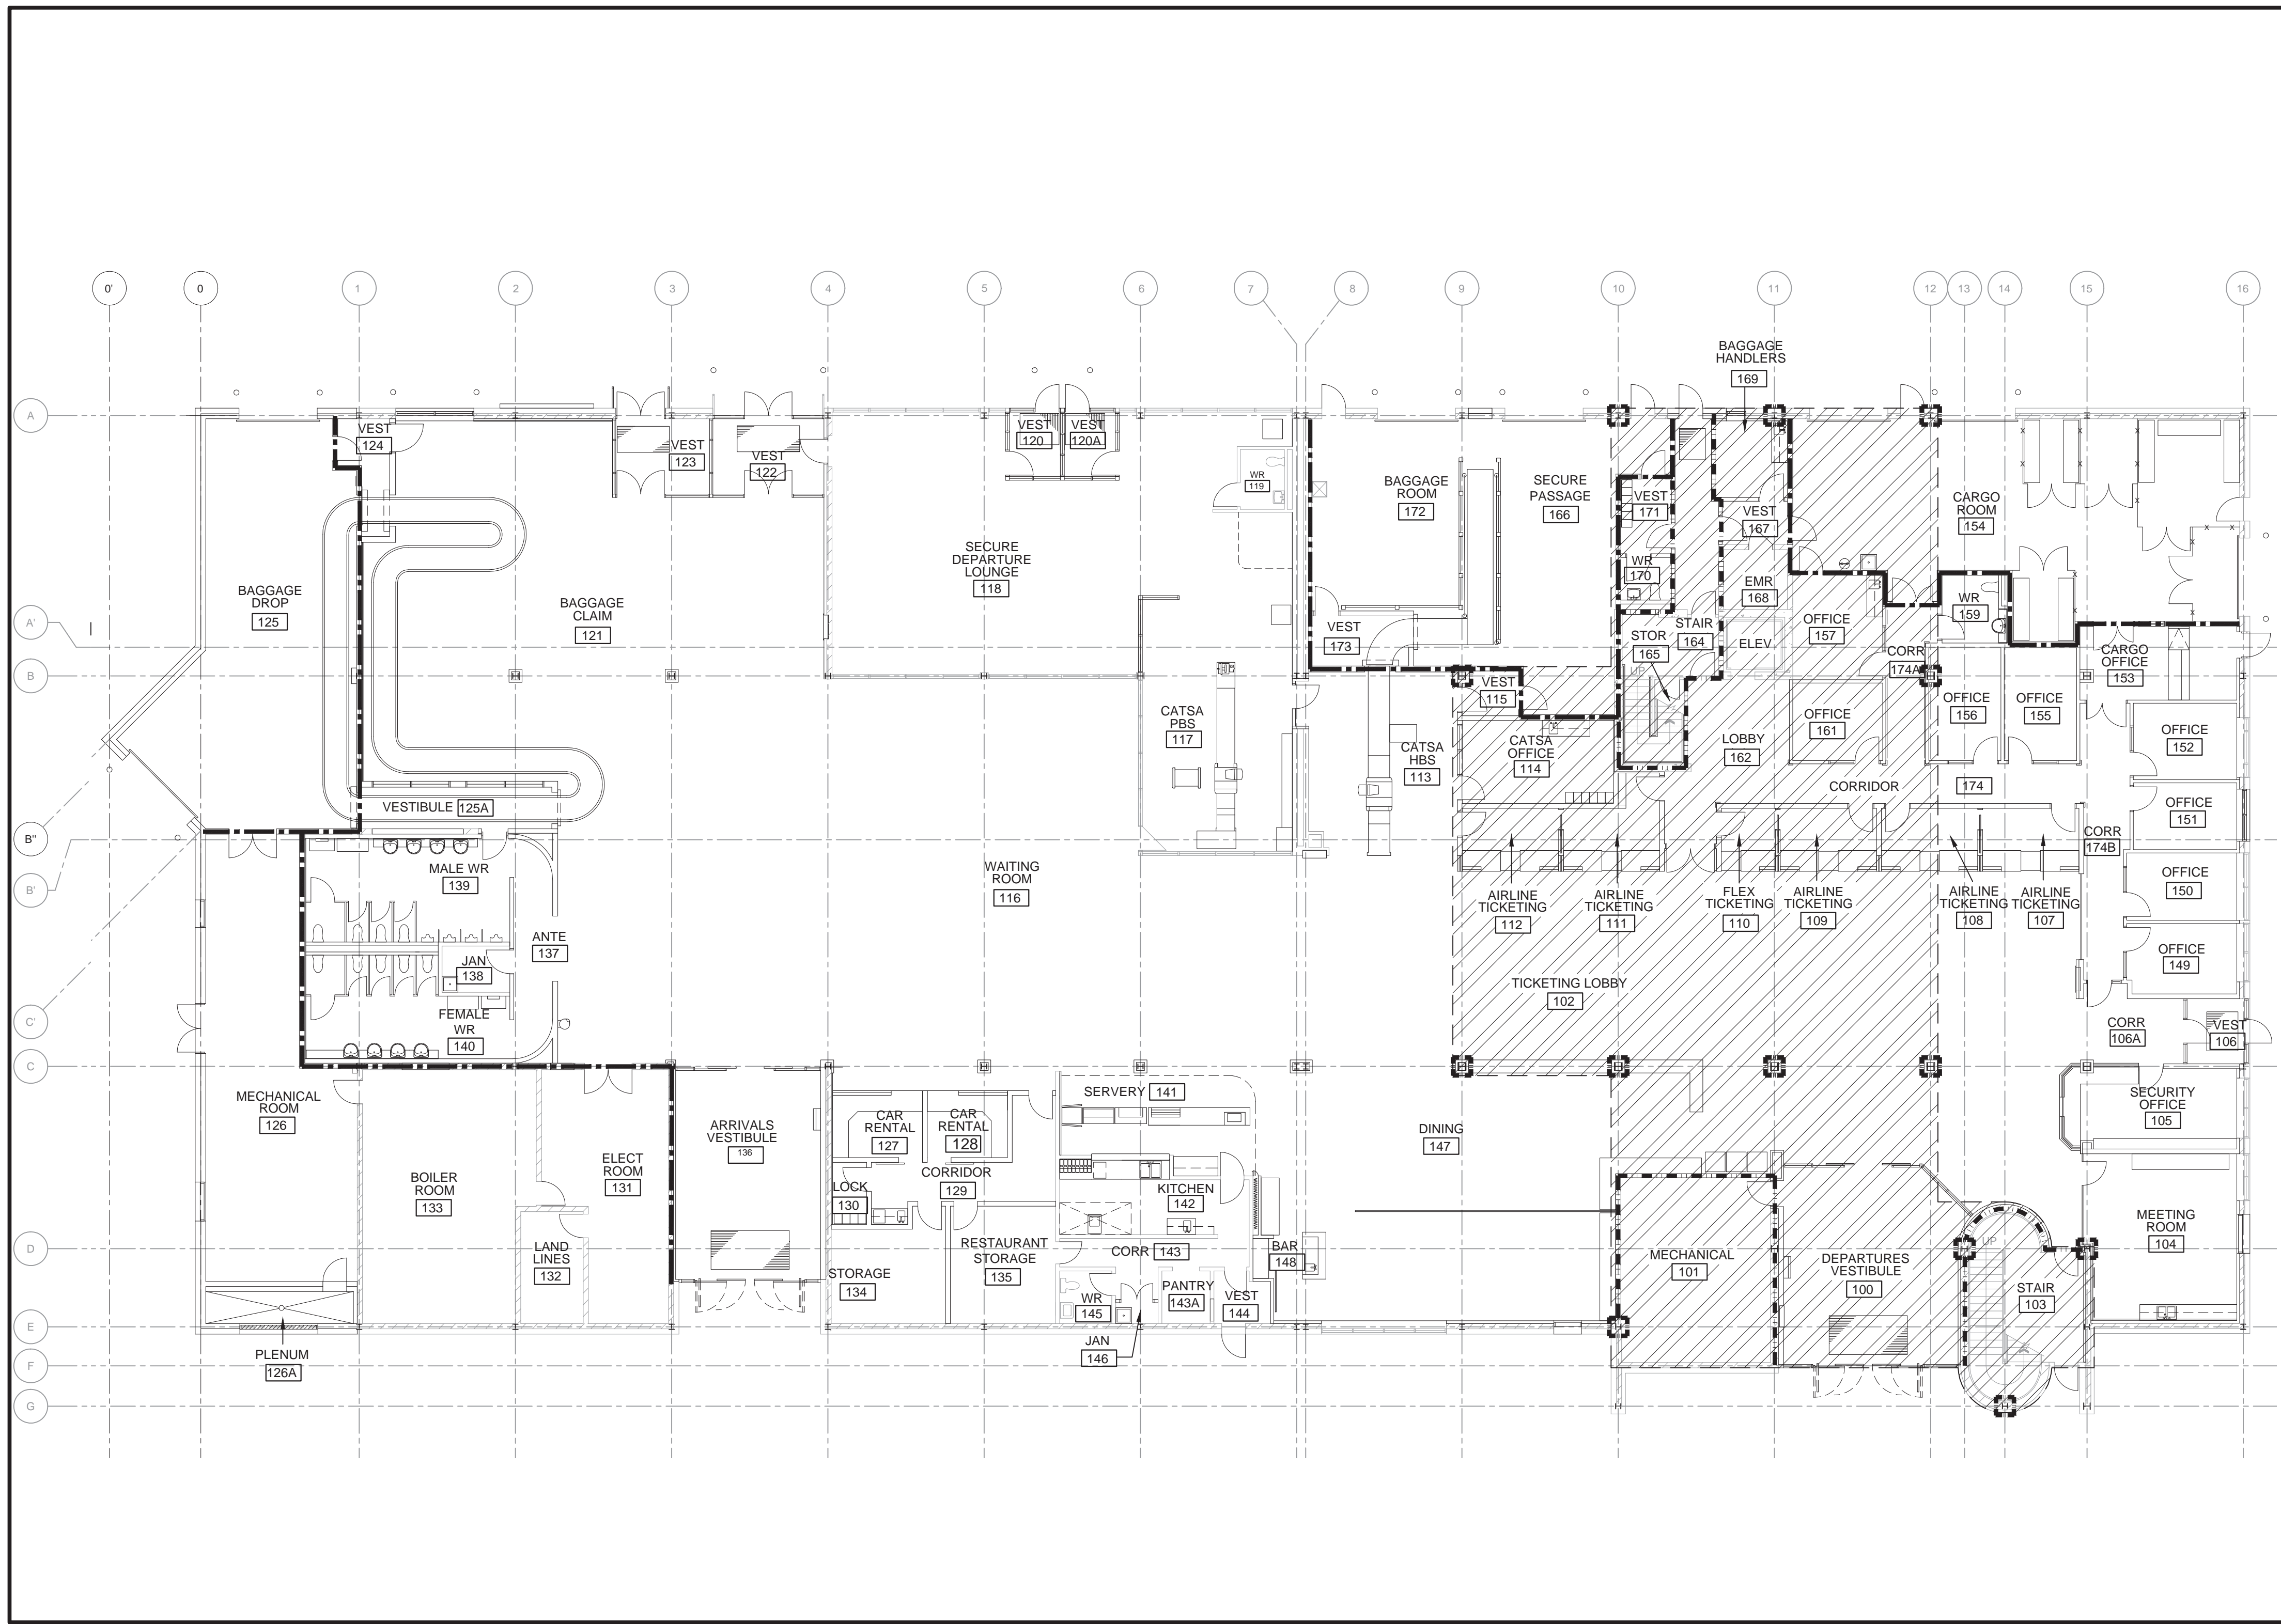 0'
0
1
2
3
4
5
6
7
8
9
10
11
12
13
14
15
16
BAGGAGE
HANDLERS
169
A
VEST
124
VEST
123
VEST
122
VEST
120
VEST
120A
WR
119
BAGGAGE
ROOM
172
SECURE
PASSAGE
166
VEST
171
VEST
167
CARGO
ROOM
154
SECURE
DEPARTURE
LOUNGE
118
WR
170
EMR
168
BAGGAGE
DROP
125
BAGGAGE
CLAIM
121
WR
159
A'
VEST
173
STOR
165
STAIR
164
ELEV
OFFICE
157
CORR
174A
CARGO
OFFICE
153
B
UP
VEST
115
OFFICE
156
OFFICE
155
CATSA
PBS
117
CATSA
HBS
113
CATSA
OFFICE
114
LOBBY
162
OFFICE
161
OFFICE
152
CORRIDOR
174
VESTIBULE 125A
OFFICE
151
B"
CORR
174B
MALE WR
139
WAITING
ROOM
116
B'
OFFICE
150
AIRLINE
TICKETING
112
AIRLINE
TICKETING
111
FLEX
TICKETING
110
AIRLINE
TICKETING
109
AIRLINE
TICKETING
108
AIRLINE
TICKETING
107
ANTE
137
JAN
138
OFFICE
149
TICKETING LOBBY
102
C'
FEMALE
WR
140
CORR
106A
VEST
106
C
MECHANICAL
ROOM
126
SERVERY 141
SECURITY
OFFICE
105
ARRIVALS
VESTIBULE
136
CAR
RENTAL
127
CAR
RENTAL
128
DINING
147
BOILER
ROOM
133
ELECT
ROOM
131
LOCK
130
CORRIDOR
129
KITCHEN
142
MEETING
ROOM
104
D
LAND
LINES
132
STORAGE
134
RESTAURANT
STORAGE
135
CORR 143
BAR
148
MECHANICAL
101
DEPARTURES
VESTIBULE
100
UP
STAIR
103
WR
145
PANTRY
143A
VEST
144
E
JAN
146
PLENUM
126A
F
G